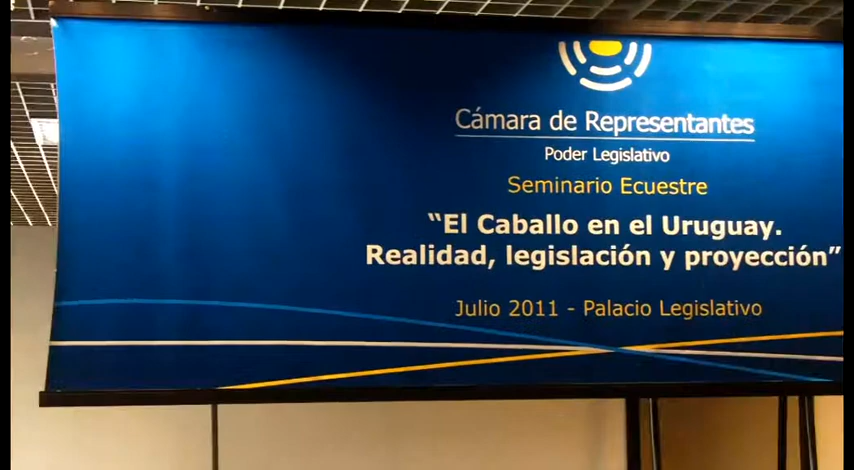 Cámara de Representantes
Poder Legislativo
Seminario Ecuestre
“El Caballo en el Uruguay.
Realidad, legislación y proyección”
Julio 2011 - Palacio Legislativo